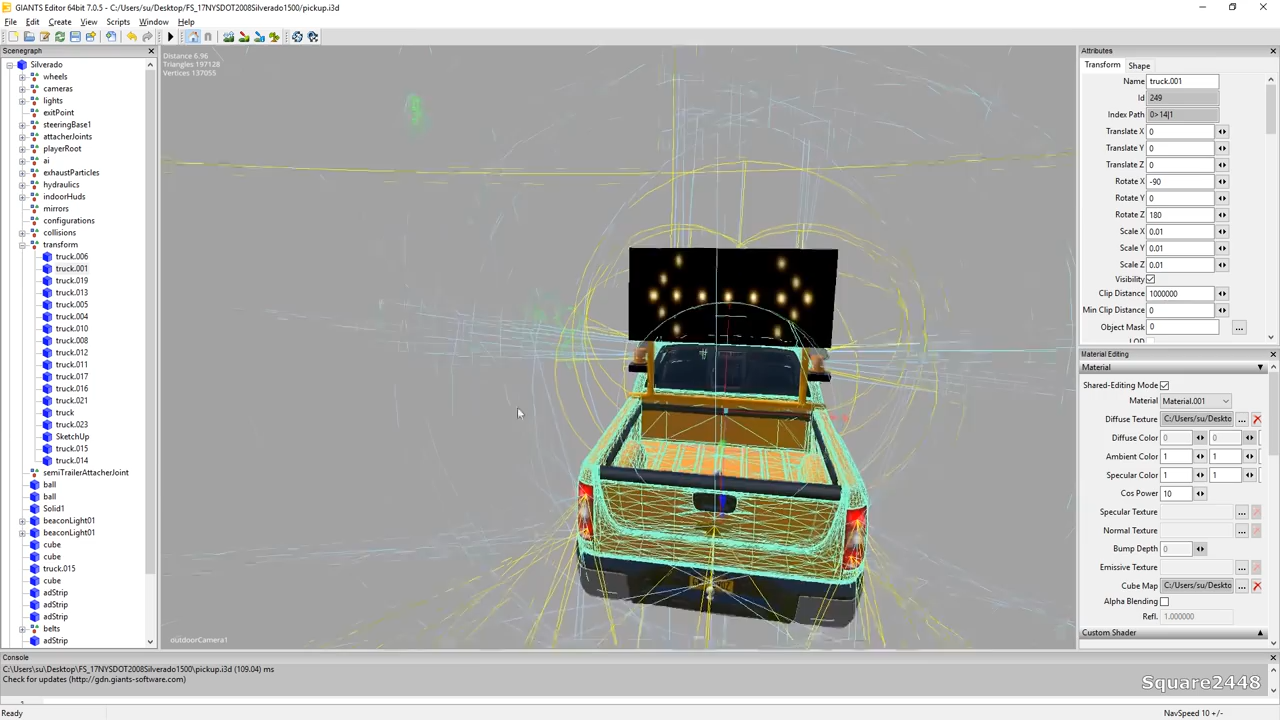 GIANTS Editor 64bit 7.0.5 - C:/Users/su/Desktop/FS_17NYSDOT2008Silverado1500/pickup.i3d
File Edit Create View Scripts Window Help
Scenegraph
Silverado
wheels
cameras
lights
exitPoint
steeringBase1
attacherJoints
playerRoot
ai
exhaustParticles
hydraulics
indoorHuds
mirrors
configurations
collisions
transform
truck.006
truck.001
truck.019
truck.013
truck.005
truck.004
truck.010
truck.008
truck.012
truck.011
truck.017
truck.016
truck.021
truck
truck.023
SketchUp
truck.015
truck.014
semiTrailerAttacherJoint
ball
ball
Solid1
beaconLight01
beaconLight01
cube
cube
truck.015
cube
adStrip
adStrip
adStrip
belts
adStrip
Distance 6.96
Triangles 197128
Vertices 137055
outdoorCamera1
Attributes
Transform Shape
Name truck.001
Id 249
Index Path 0>14|1
Translate X 0
Translate Y 0
Translate Z 0
Rotate X -90
Rotate Y 0
Rotate Z 180
Scale X 0.01
Scale Y 0.01
Scale Z 0.01
Visibility
Clip Distance 1000000
Min Clip Distance 0
Object Mask 0 ...
LOD
Material Editing
Material
Shared-Editing Mode
Material Material.001
Diffuse Texture C:/Users/su/Deskto ...
Diffuse Color 0 0
Ambient Color 1 1
Specular Color 1 1
Cos Power 10
Specular Texture ...
Normal Texture ...
Bump Depth 0
Emissive Texture ...
Cube Map C:/Users/su/Deskto ...
Alpha Blending
Refl. 1.000000
Custom Shader
Console
C:\Users\su\Desktop\FS_17NYSDOT2008Silverado1500\pickup.i3d (109.04) ms
Check for updates (http://gdn.giants-software.com)
Square2448
Ready
NavSpeed 10 +/-